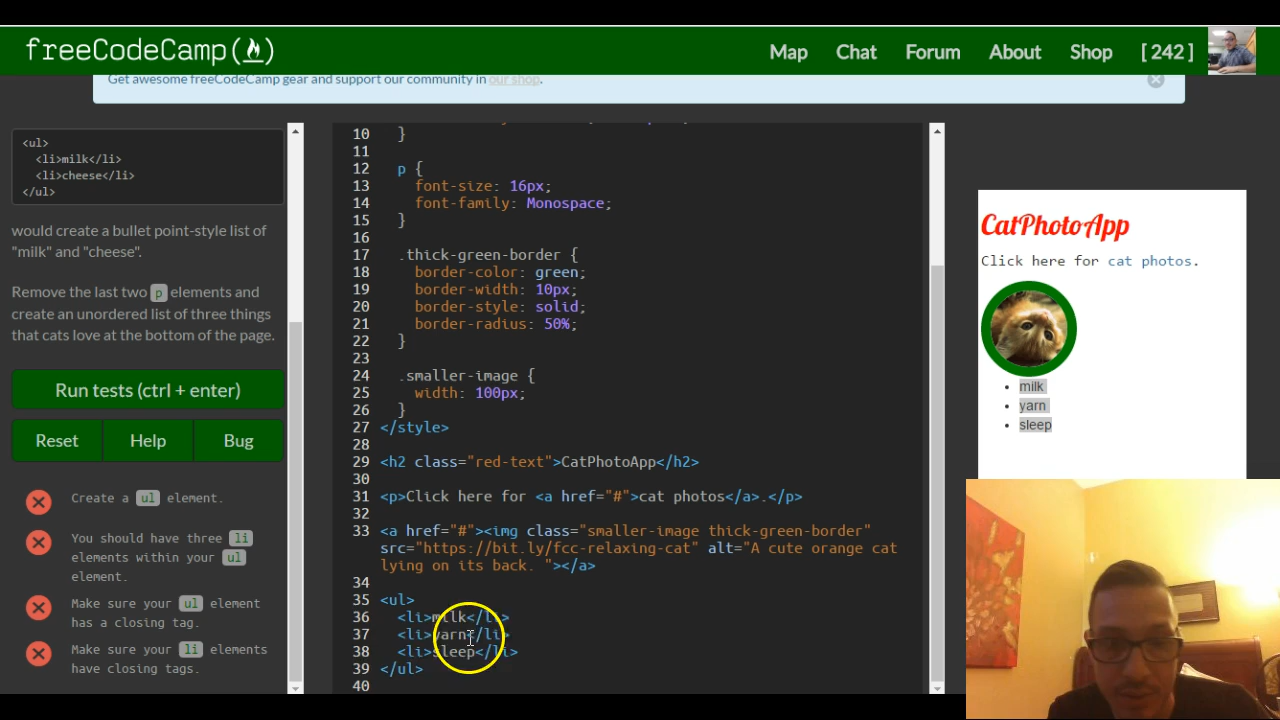 freeCodeCamp(🔥)
Map Chat Forum About Shop [ 242 ]
Get awesome freeCodeCamp gear and support our community in our shop.
<ul>
<li>milk</li>
<li>cheese</li>
</ul>
would create a bullet point-style list of
"milk" and "cheese".
Remove the last two p elements and
create an unordered list of three things
that cats love at the bottom of the page.
Run tests (ctrl + enter)
Reset Help Bug
Create a ul element.
You should have three li
elements within your ul
element.
Make sure your ul element
has a closing tag.
Make sure your li elements
have closing tags.
10 }
11
12 p {
13 font-size: 16px;
14 font-family: Monospace;
15 }
16
17 .thick-green-border {
18 border-color: green;
19 border-width: 10px;
20 border-style: solid;
21 border-radius: 50%;
22 }
23
24 .smaller-image {
25 width: 100px;
26 }
27 </style>
28
29 <h2 class="red-text">CatPhotoApp</h2>
30
31 <p>Click here for <a href="#">cat photos</a>.</p>
32
33 <a href="#"><img class="smaller-image thick-green-border"
src="https://bit.ly/fcc-relaxing-cat" alt="A cute orange cat
lying on its back. "></a>
34
35 <ul>
36 <li>milk</li>
37 <li>yarn</li>
38 <li>sleep</li>
39 </ul>
40
CatPhotoApp
Click here for cat photos.
• milk
• yarn
• sleep